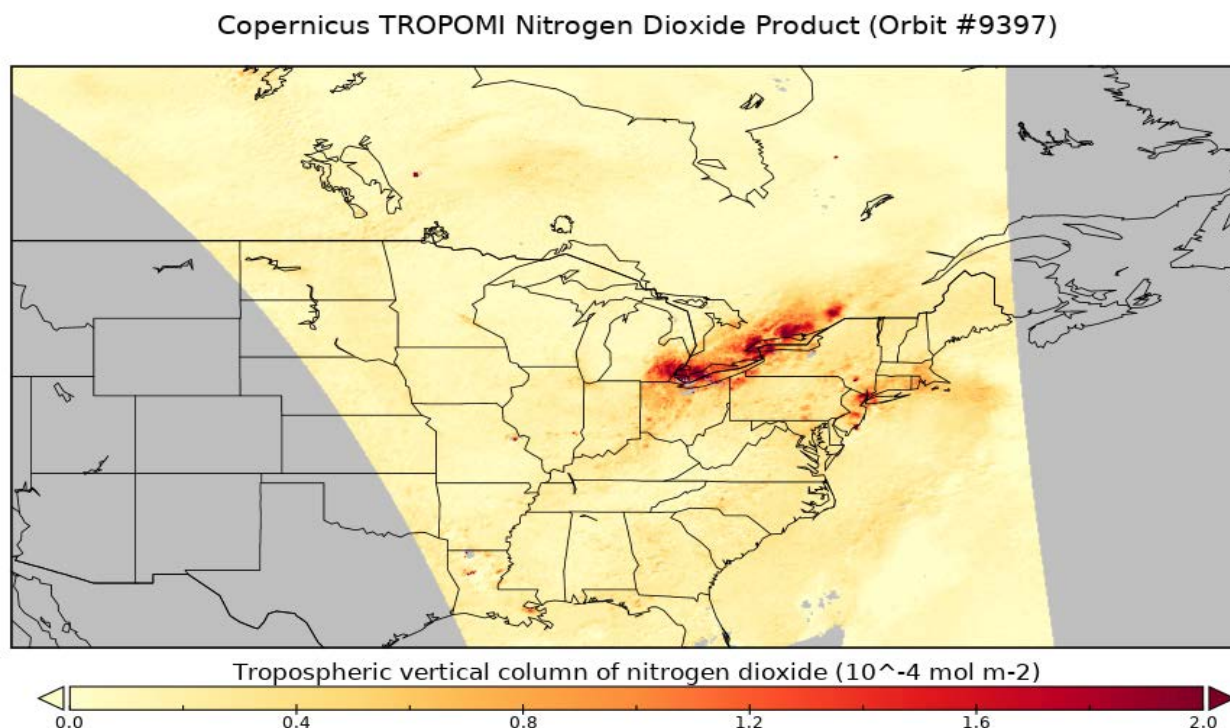 Copernicus TROPOMI Nitrogen Dioxide Product (Orbit #9397)
Tropospheric vertical column of nitrogen dioxide (10^-4 mol m-2)
0.0 0.4 0.8 1.2 1.6 2.0